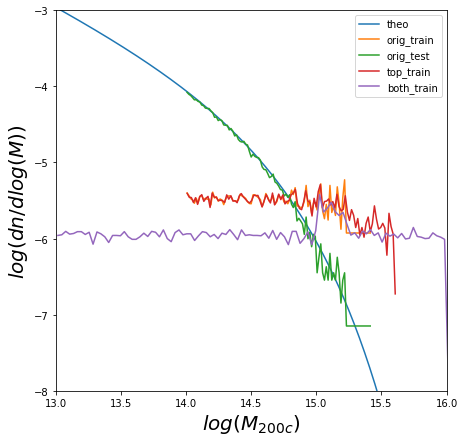 theo
orig_train
orig_test
top_train
both_train
−3
−4
−5
−6
−7
−8
log(dn/dlog(M))
13.0 13.5 14.0 14.5 15.0 15.5 16.0
log(M200c)